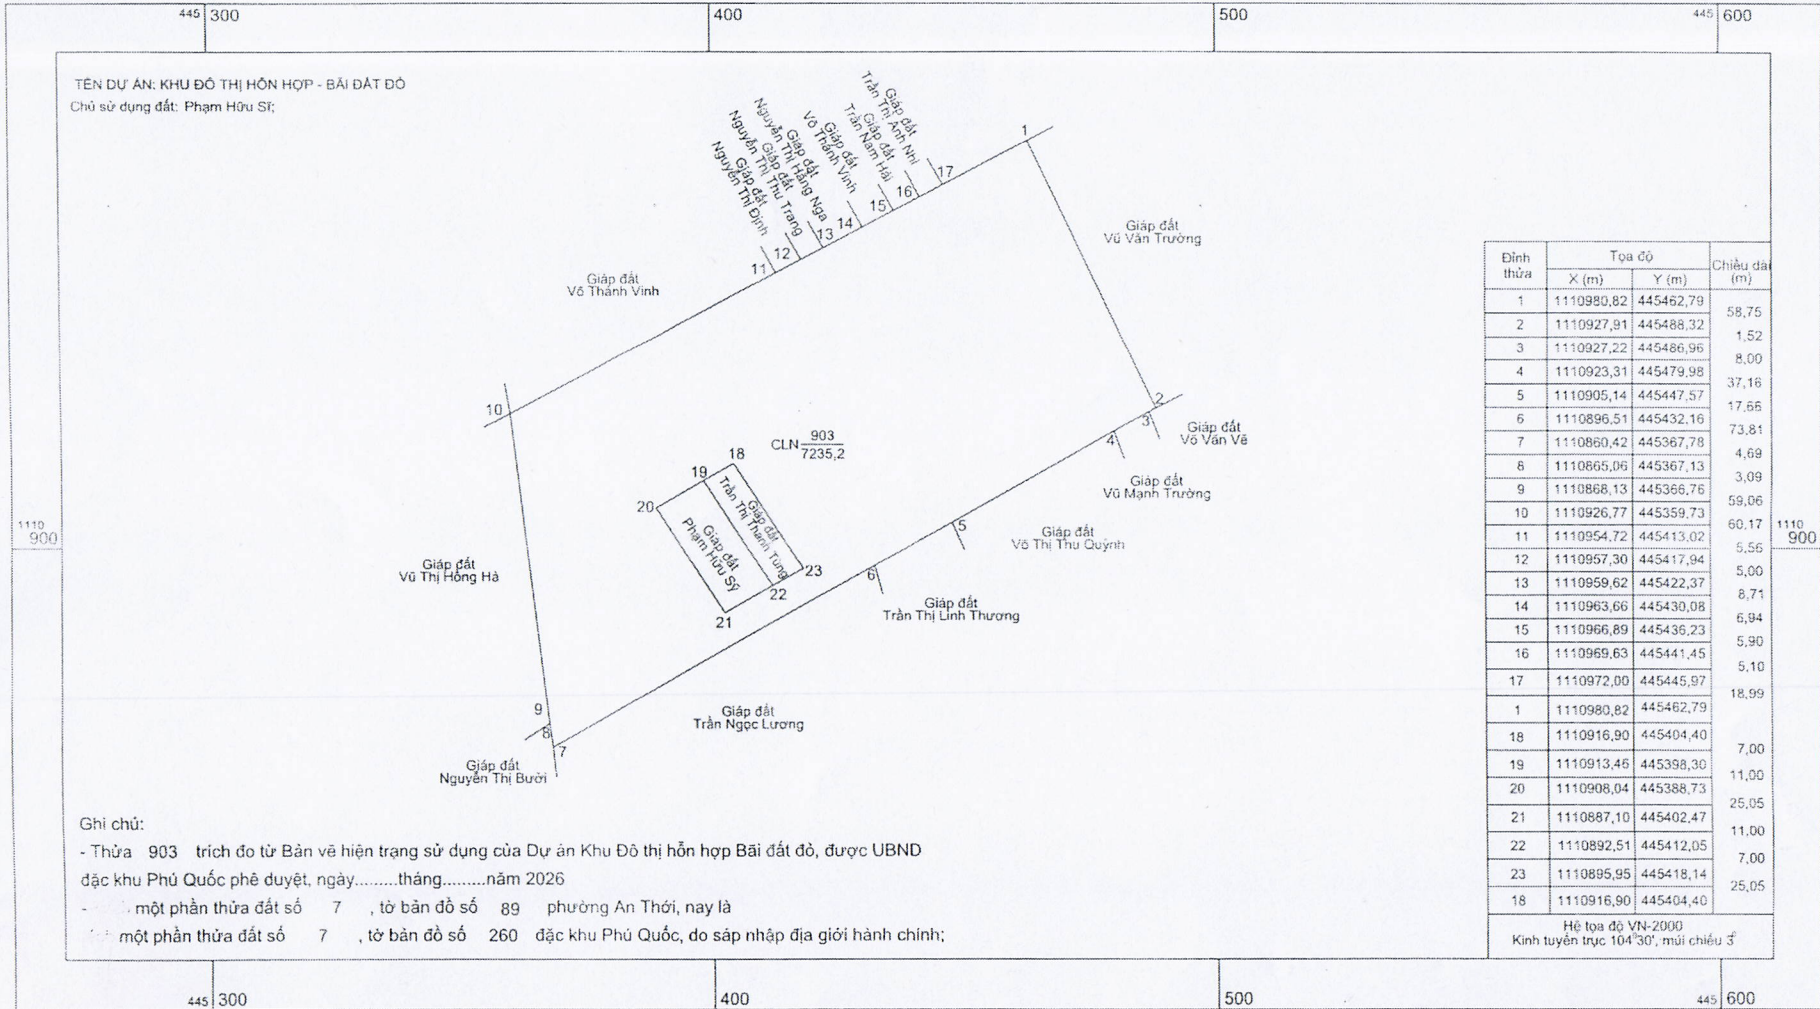 445 300
400
500
445 600
TÊN DỰ ÁN: KHU ĐÔ THỊ HỖN HỢP - BÃI ĐẤT ĐỎ
Chủ sử dụng đất: Phạm Hữu Sĩ;
Giáp đất
Trần Thị Anh Nhi
Giáp đất
Trần Nam Hải
Giáp đất
Võ Thành Vinh
Giáp đất
Nguyễn Thị Hằng Nga
Giáp đất
Nguyễn Thị Thu Trang
Giáp đất
Nguyễn Thị Định
1
17
16
15
14
13
12
11
10
Giáp đất
Vũ Văn Trường
Giáp đất
Võ Thành Vinh
2
3
4
5
6
7
8
9
Giáp đất
Võ Văn Vẽ
Giáp đất
Vũ Mạnh Trường
Giáp đất
Võ Thị Thu Quỳnh
Giáp đất
Trần Thị Linh Thương
Giáp đất
Trần Ngọc Lương
Giáp đất
Nguyễn Thị Bưởi
Giáp đất
Vũ Thị Hồng Hà
CLN 903
7235,2
18
19
20
21
22
23
Giáp đất
Trần Thị Thanh Tùng
Giáp đất
Phạm Hữu Sỹ
1110
900
1110
900
Đỉnh thửa Tọa độ Chiều dài
X (m) Y (m) (m)
1 1110980,82 445462,79
58,75
2 1110927,91 445488,32
1,52
3 1110927,22 445486,96
8,00
4 1110923,31 445479,98
37,16
5 1110905,14 445447,57
17,66
6 1110896,51 445432,16
73,81
7 1110860,42 445367,78
4,69
8 1110865,06 445367,13
3,09
9 1110868,13 445366,76
59,06
10 1110926,77 445359,73
60,17
11 1110954,72 445413,02
5,56
12 1110957,30 445417,94
5,00
13 1110959,62 445422,37
8,71
14 1110963,66 445430,08
6,94
15 1110966,89 445436,23
5,90
16 1110969,63 445441,45
5,10
17 1110972,00 445445,97
18,99
1 1110980,82 445462,79
18 1110916,90 445404,40
7,00
19 1110913,46 445398,30
11,00
20 1110908,04 445388,73
25,05
21 1110887,10 445402,47
11,00
22 1110892,51 445412,05
7,00
23 1110895,95 445418,14
25,05
18 1110916,90 445404,40
Hệ tọa độ VN-2000
Kinh tuyến trục 104°30', múi chiếu 3°
Ghi chú:
- Thửa 903 trích đo từ Bản vẽ hiện trạng sử dụng của Dự án Khu Đô thị hỗn hợp Bãi đất đỏ, được UBND
đặc khu Phú Quốc phê duyệt, ngày.........tháng.........năm 2026
- một phần thửa đất số 7 , tờ bản đồ số 89 phường An Thới, nay là
một phần thửa đất số 7 , tờ bản đồ số 260 đặc khu Phú Quốc, do sáp nhập địa giới hành chính;
445 300
400
500
445 600